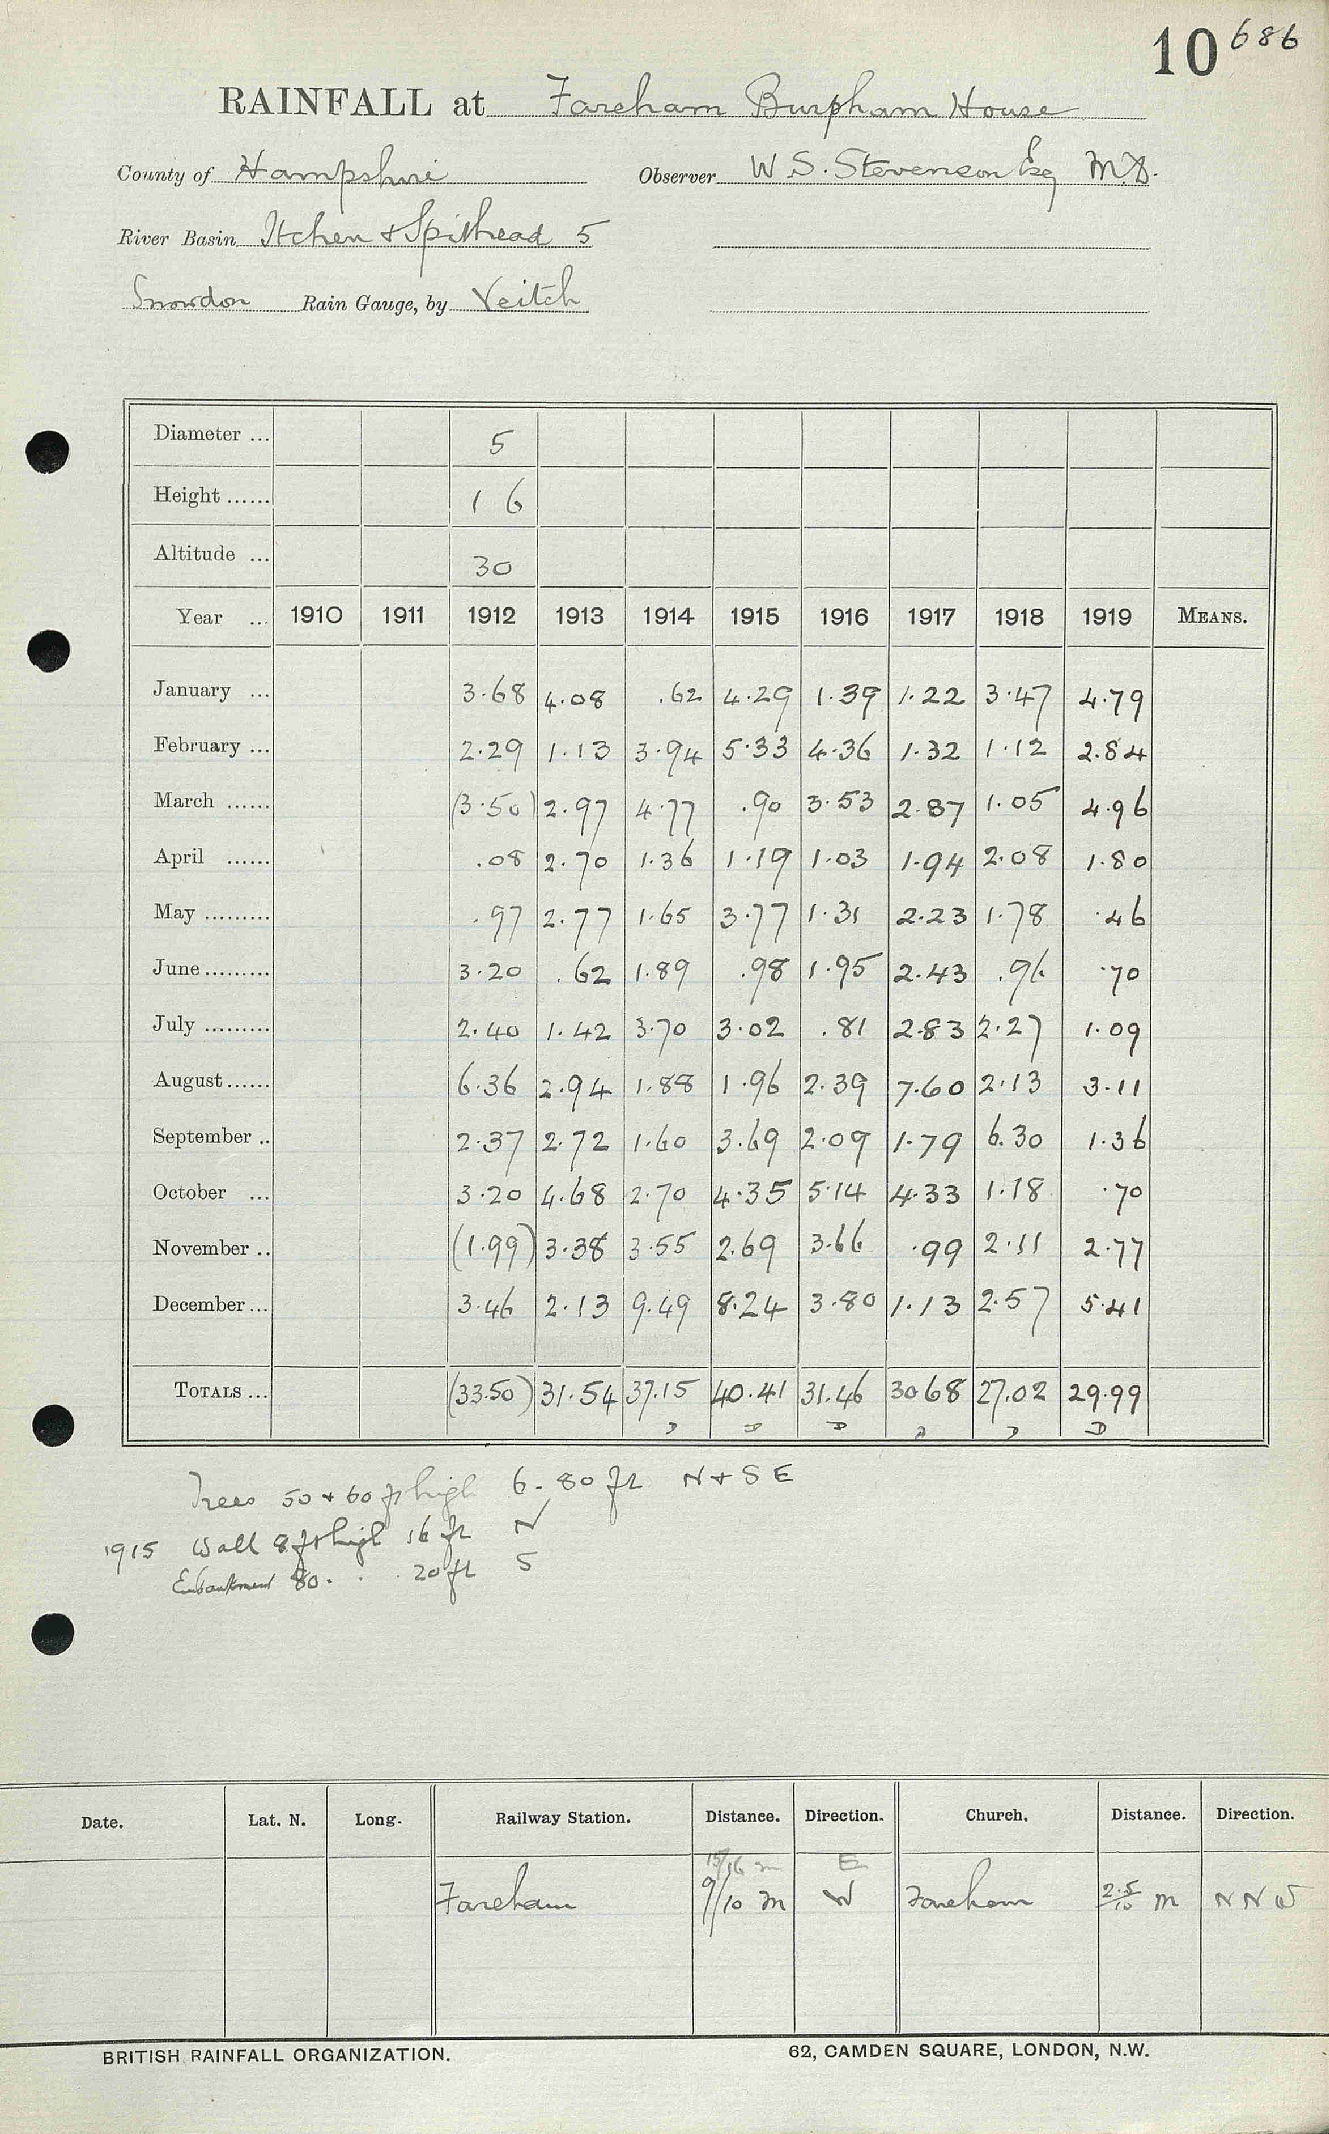 10 686
RAINFALL at Fareham Burpham House
County of Hampshire Observer W. S. Stevenson Esq M.D.
River Basin Itchen & Spithead 5
Snowdon Rain Gauge, by Veitch
Diameter ... 5
Height ...... 1 6
Altitude ... 30
Year ... 1910 1911 1912 1913 1914 1915 1916 1917 1918 1919 MEANS.
January ... 3.68 4.08 .62 4.29 1.39 1.22 3.47 4.79
February ... 2.29 1.13 3.94 5.33 4.36 1.32 1.12 2.84
March ...... (3.50) 2.97 4.77 .90 3.53 2.87 1.05 4.96
April ...... .08 2.70 1.36 1.19 1.03 1.94 2.08 1.80
May ......... .97 2.77 1.65 3.77 1.31 2.23 1.78 .46
June ......... 3.20 .62 1.89 .98 1.95 2.43 .96 .70
July ......... 2.40 1.42 3.70 3.02 .81 2.83 2.27 1.09
August ...... 6.36 2.94 1.88 1.96 2.39 7.60 2.13 3.11
September .. 2.37 2.72 1.60 3.69 2.09 1.79 6.30 1.36
October ... 3.20 4.68 2.70 4.35 5.14 4.33 1.18 .70
November .. (1.99) 3.38 3.55 2.69 3.66 .99 2.11 2.77
December ... 3.46 2.13 9.49 8.24 3.80 1.13 2.57 5.41
TOTALS ... (33.50) 31.54 37.15 40.41 31.46 30.68 27.02 29.99
D D D D D D
Trees 50 & 60 ft high 6. 80 ft N & S E
1915 Wall 8 ft high 16 ft N
Embankment 80. . . 20 ft S
Date. Lat. N. Long. Railway Station. Distance. Direction. Church. Distance. Direction.
15/16 m E
Fareham 9/10 m W Fareham 2.5/10 m N N W
BRITISH RAINFALL ORGANIZATION. 62, CAMDEN SQUARE, LONDON, N.W.